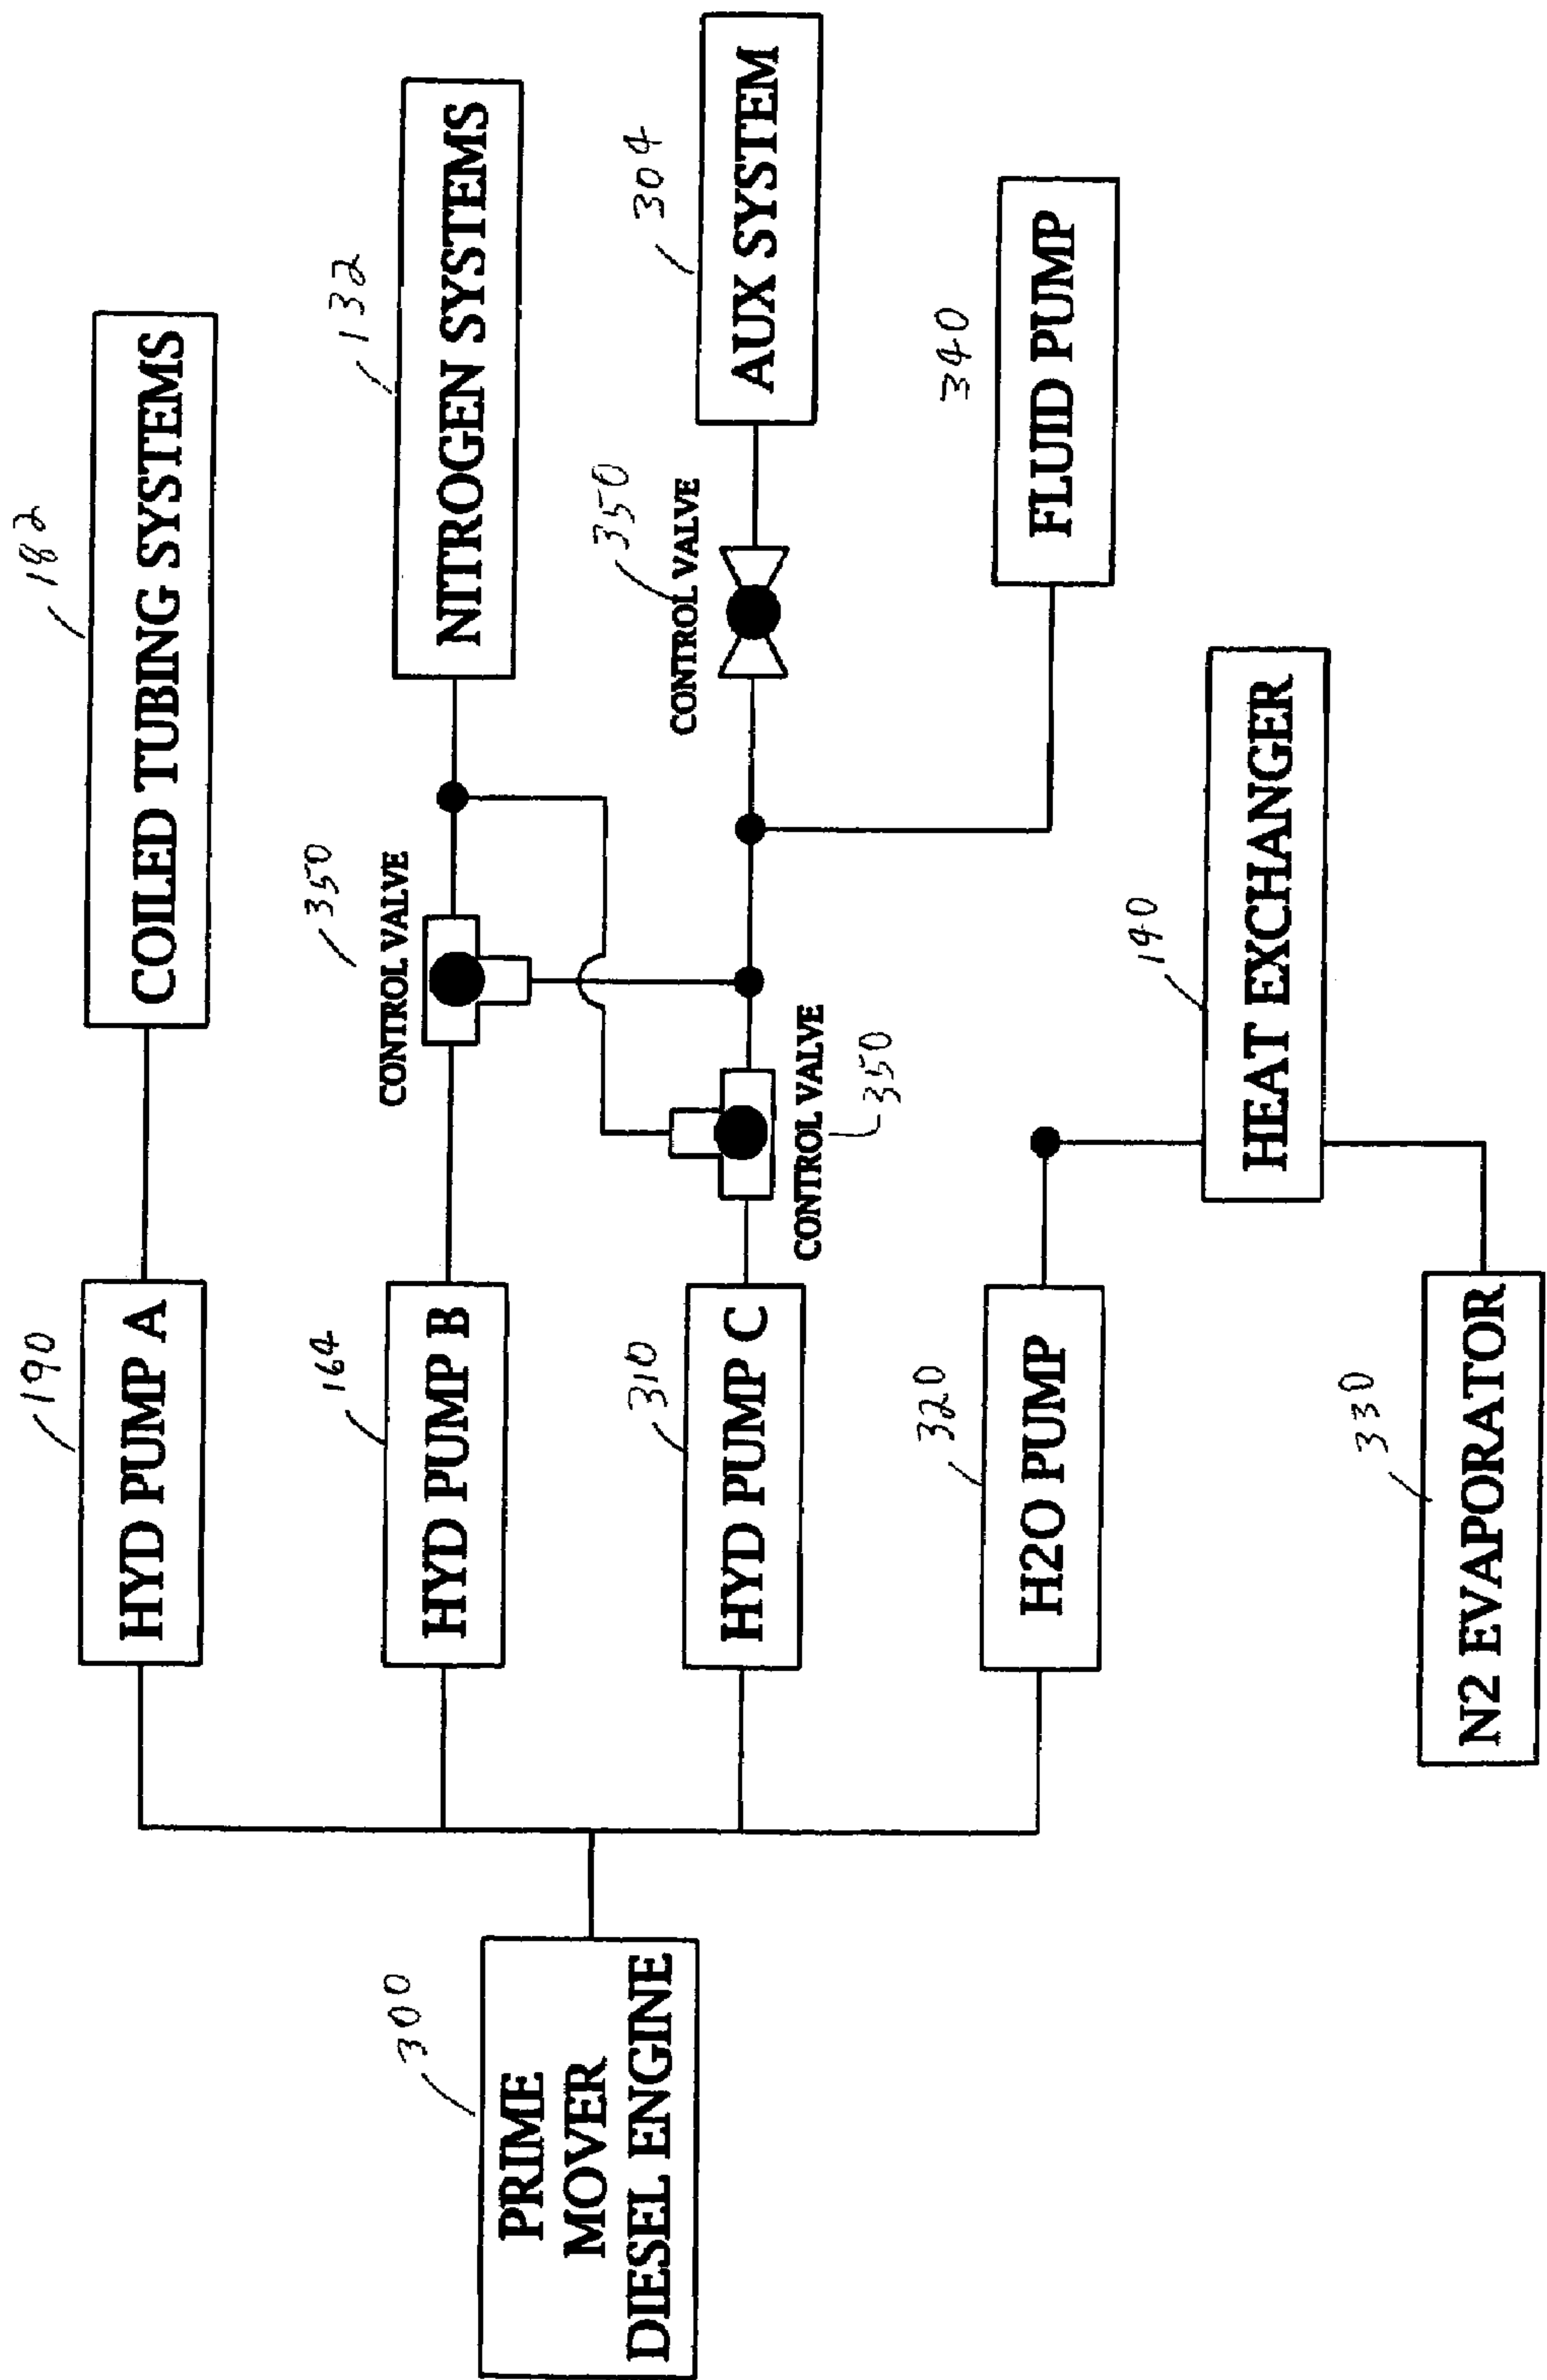 182
COILED TUBING SYSTEMS
190
HYD PUMP A
132
NITROGEN SYSTEMS
350
CONTROL VALVE
164
HYD PUMP B
300
PRIME
MOVER
DIESEL ENGINE
304
AUX SYSTEM
350
CONTROL VALVE
310
HYD PUMP C
CONTROL VALVE
350
340
FLUID PUMP
320
H2O PUMP
140
HEAT EXCHANGER
330
N2 EVAPORATOR